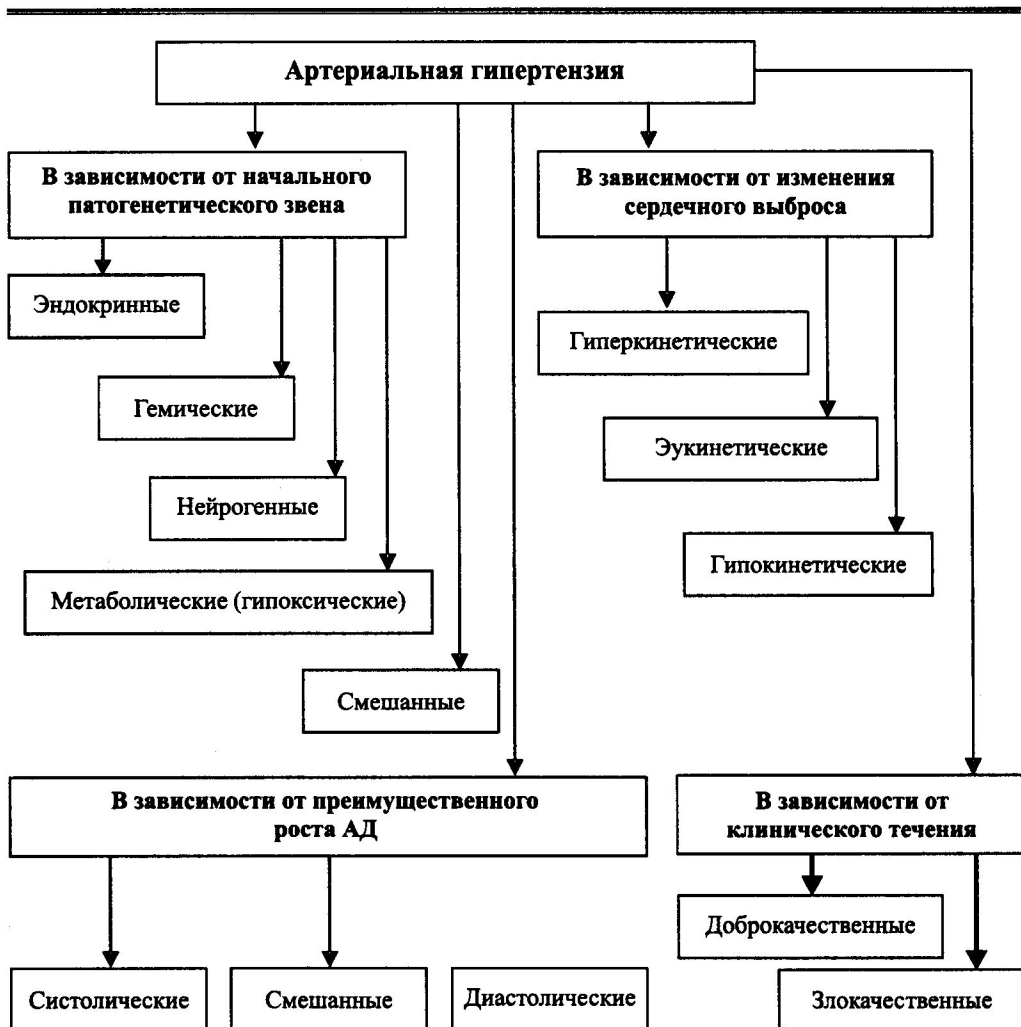 Артериальная гипертензия
В зависимости от начального
патогенетического звена
В зависимости от изменения
сердечного выброса
Эндокринные
Гиперкинетические
Гемические
Эукинетические
Нейрогенные
Гипокинетические
Метаболические (гипоксические)
Смешанные
В зависимости от преимущественного
роста АД
В зависимости от
клинического течения
Доброкачественные
Систолические
Смешанные
Диастолические
Злокачественные